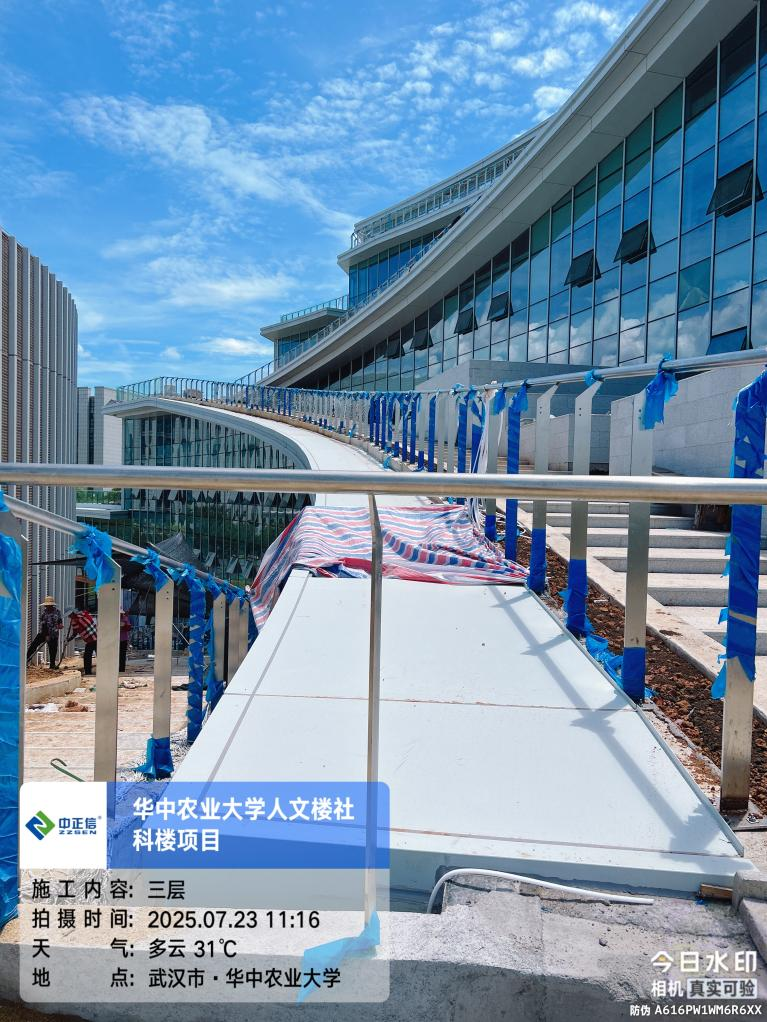 中正信®
ZZSEN
华中农业大学人文楼社
科楼项目
施工内容: 三层
拍摄时间: 2025.07.23 11:16
天气: 多云 31℃
地点: 武汉市·华中农业大学
今日水印
相机 真实可验
防伪 A616PW1WM6R6XX